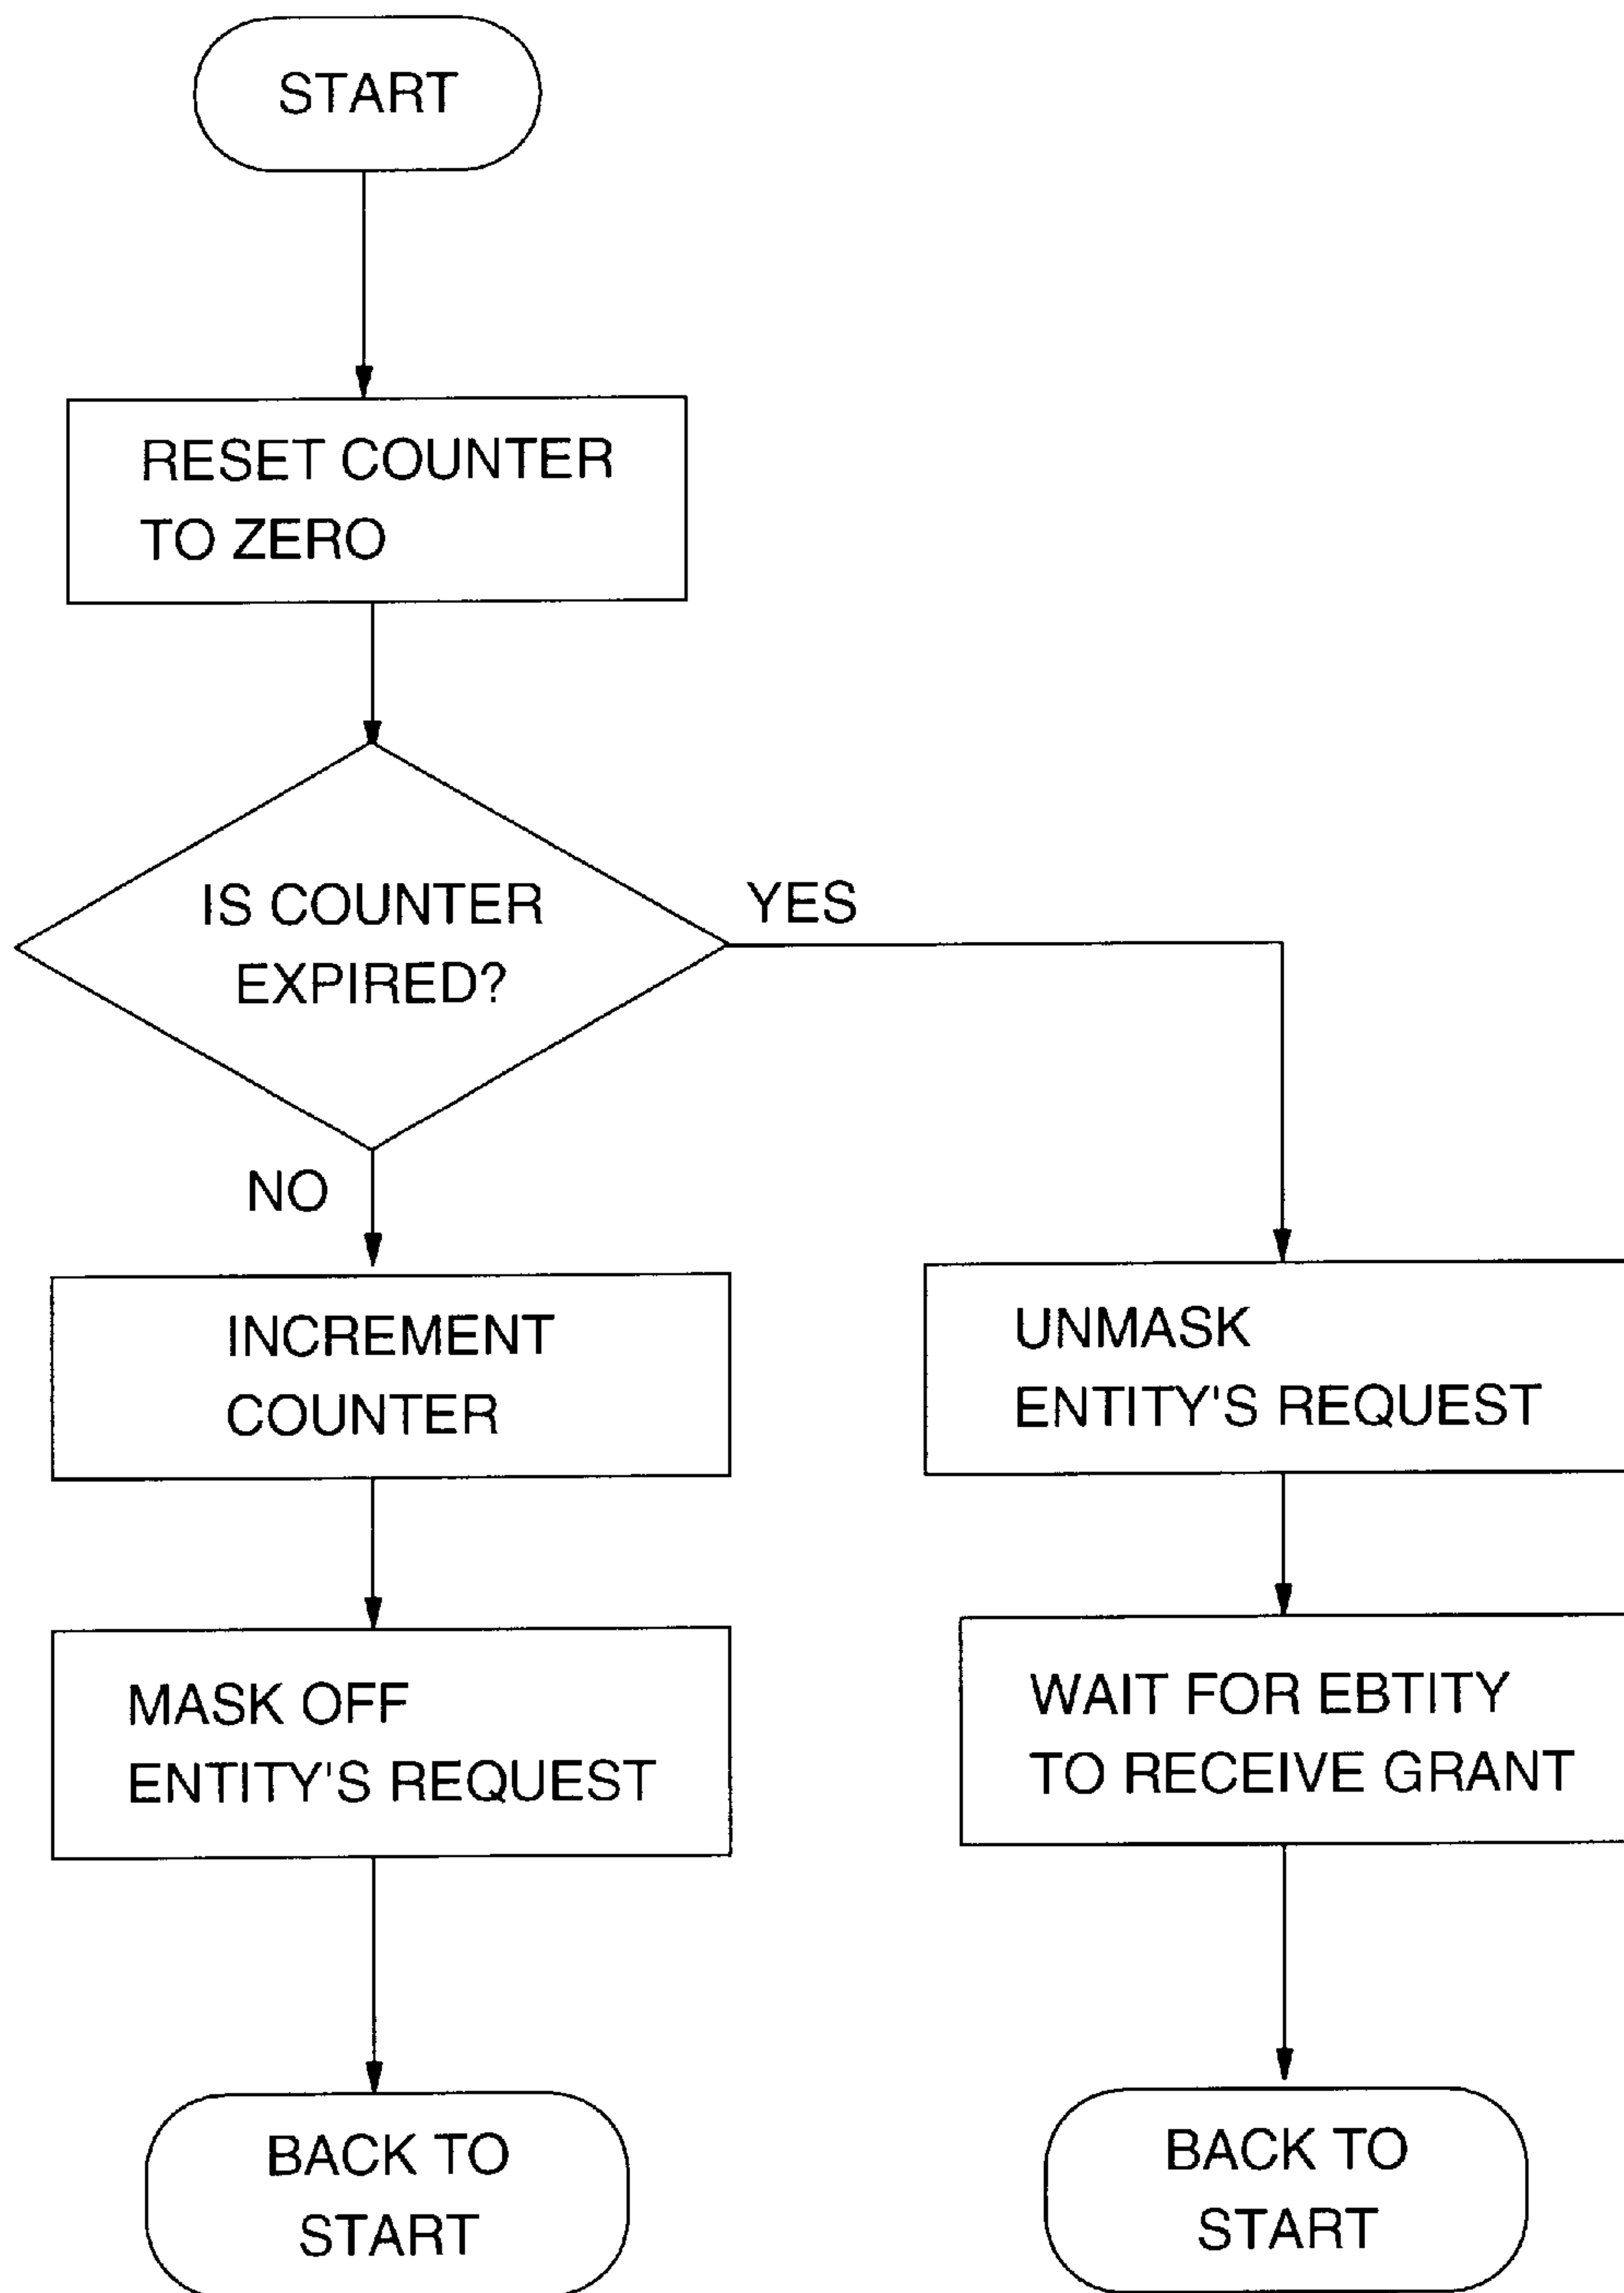 START
RESET COUNTER
TO ZERO
IS COUNTER
EXPIRED?
YES
NO
INCREMENT
COUNTER
UNMASK
ENTITY'S REQUEST
MASK OFF
ENTITY'S REQUEST
WAIT FOR EBTITY
TO RECEIVE GRANT
BACK TO
START
BACK TO
START